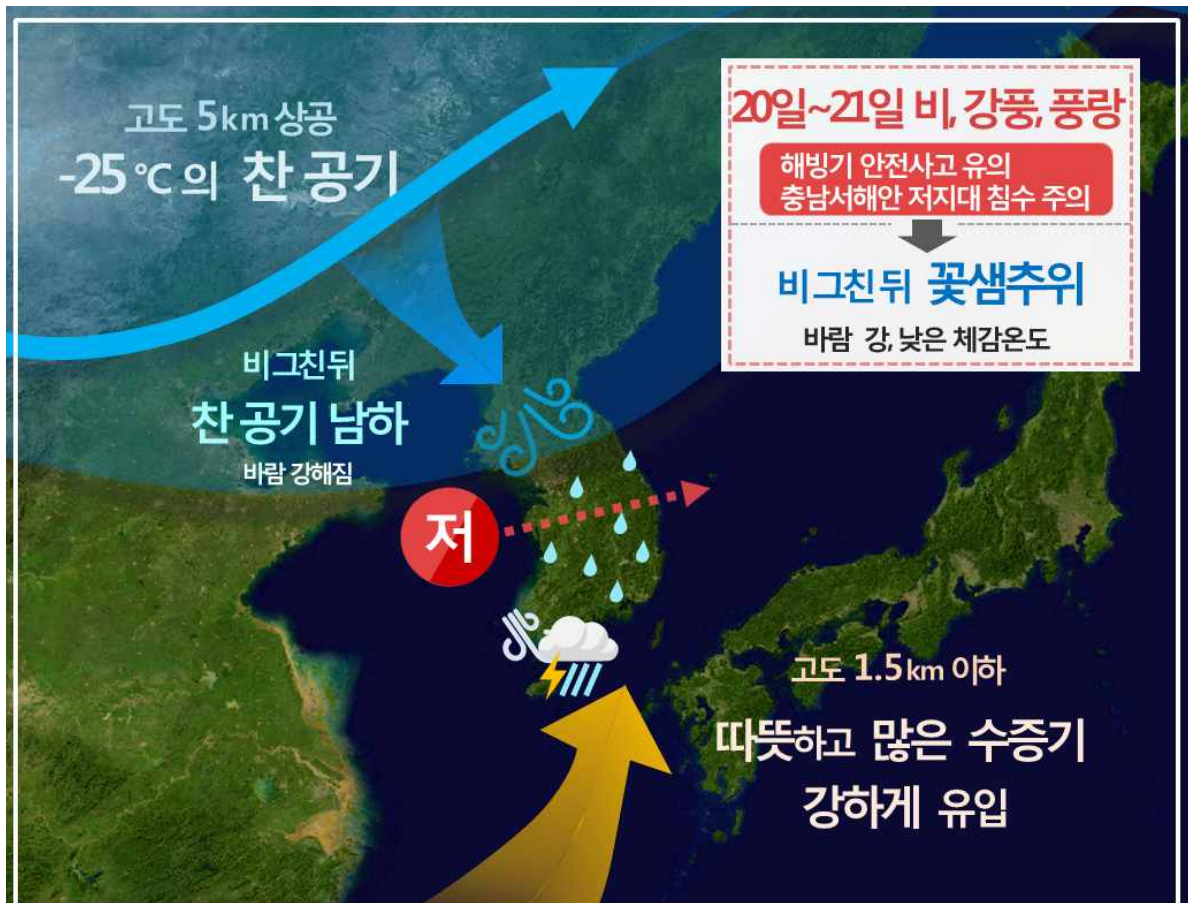 고도 5km 상공
-25℃의 찬 공기
20일~21일 비, 강풍, 풍랑
해빙기 안전사고 유의
충남서해안 저지대 침수 주의
비 그친 뒤 꽃샘추위
바람 강, 낮은 체감온도
비 그친 뒤
찬 공기 남하
바람 강해짐
저
고도 1.5km 이하
따뜻하고 많은 수증기
강하게 유입